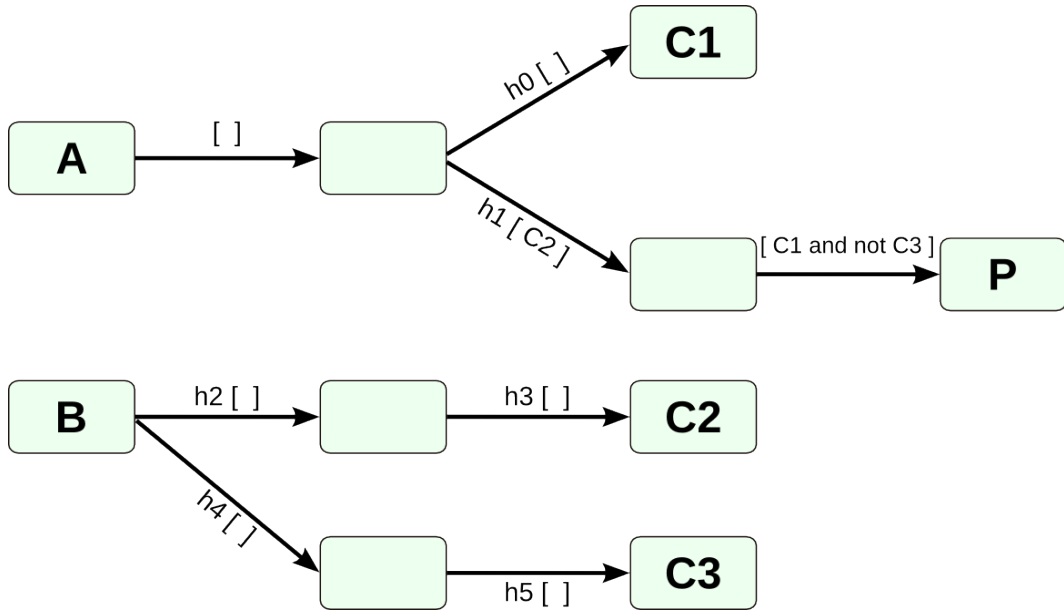 C1
h0 [ ]
A
[ ]
h1 [ C2 ]
[ C1 and not C3 ]
P
B
h2 [ ]
h3 [ ]
C2
h4 [ ]
h5 [ ]
C3